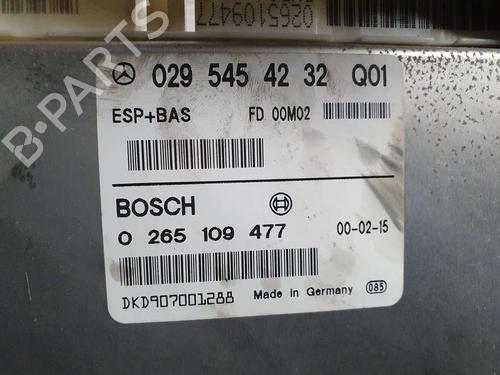 0265109477
029 545 42 32 Q01
ESP+BAS FD 00M02
BOSCH
0 265 109 477 00-02-15
DKD907001288 Made in Germany 085
B-Parts